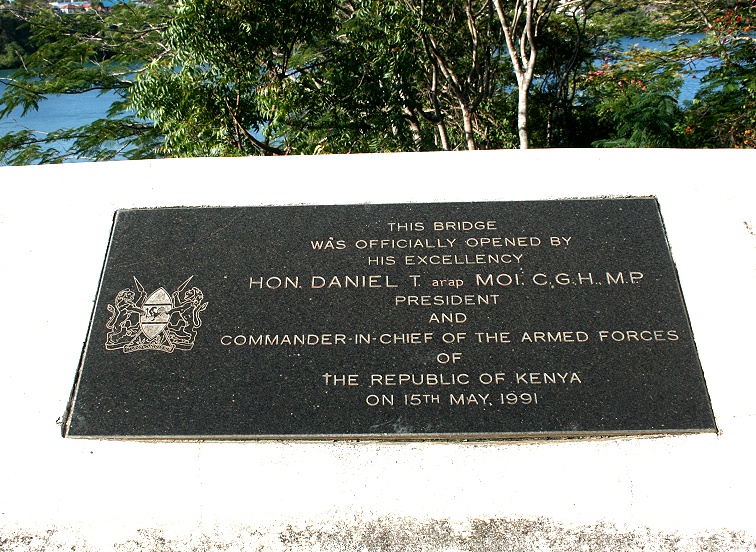 THIS BRIDGE
WAS OFFICIALLY OPENED BY
HIS EXCELLENCY
HON. DANIEL T. arap MOI. C.G.H., M.P.
PRESIDENT
AND
COMMANDER-IN-CHIEF OF THE ARMED FORCES
OF
THE REPUBLIC OF KENYA
ON 15TH MAY, 1991